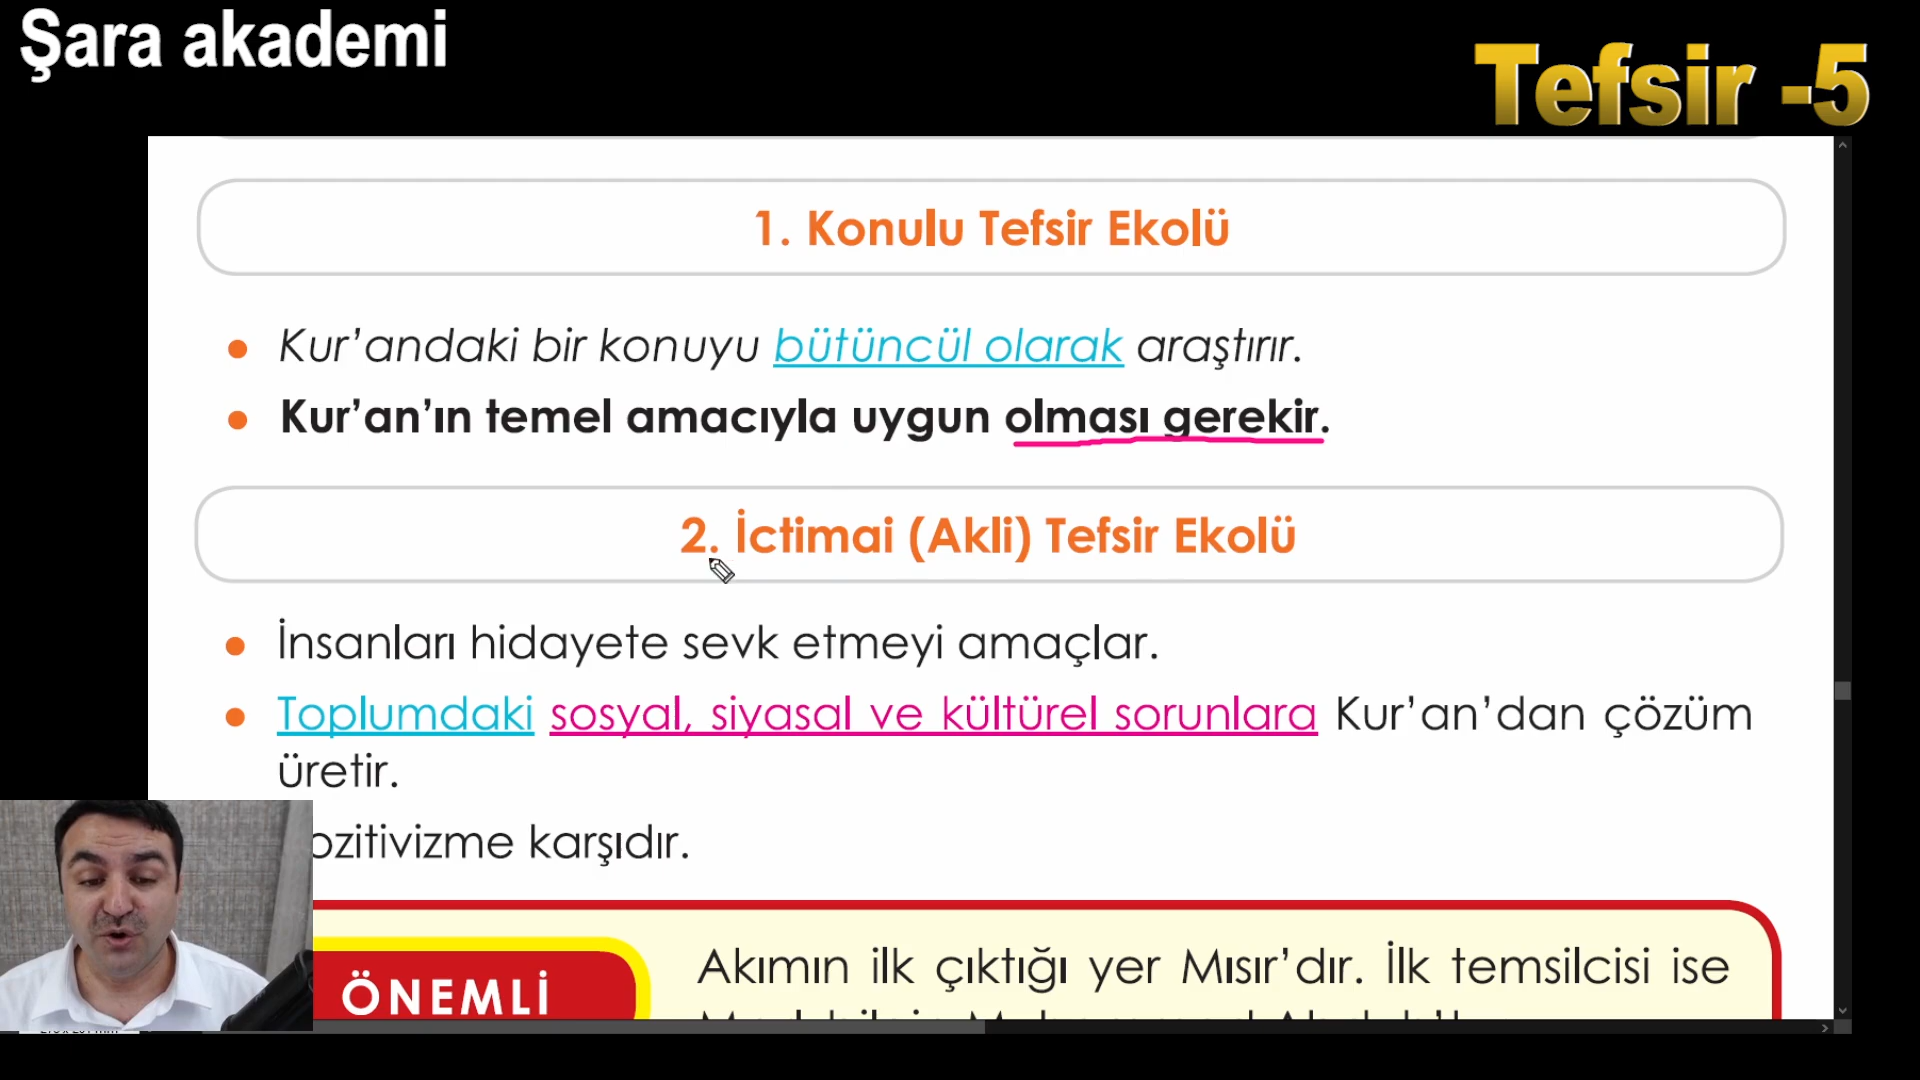 Şara akademi
Tefsir -5
1. Konulu Tefsir Ekolü
Kur’andaki bir konuyu bütüncül olarak araştırır.
Kur’an’ın temel amacıyla uygun olması gerekir.
2. İctimai (Akli) Tefsir Ekolü
İnsanları hidayete sevk etmeyi amaçlar.
Toplumdaki sosyal, siyasal ve kültürel sorunlara Kur’an’dan çözüm
üretir.
ozitivizme karşıdır.
Akımın ilk çıktığı yer Mısır’dır. İlk temsilcisi ise
ÖNEMLİ